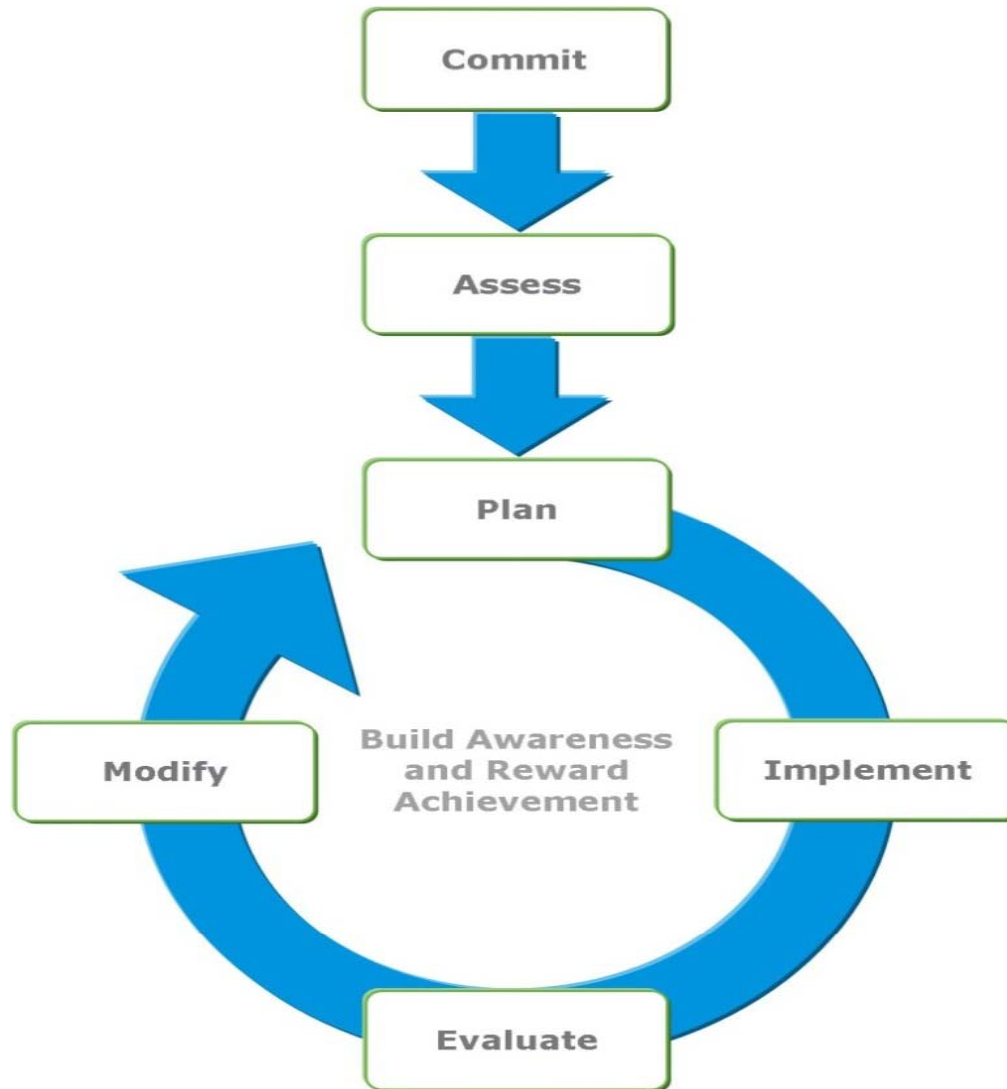 Commit
Assess
Plan
Build Awareness
and Reward
Achievement
Modify
Implement
Evaluate